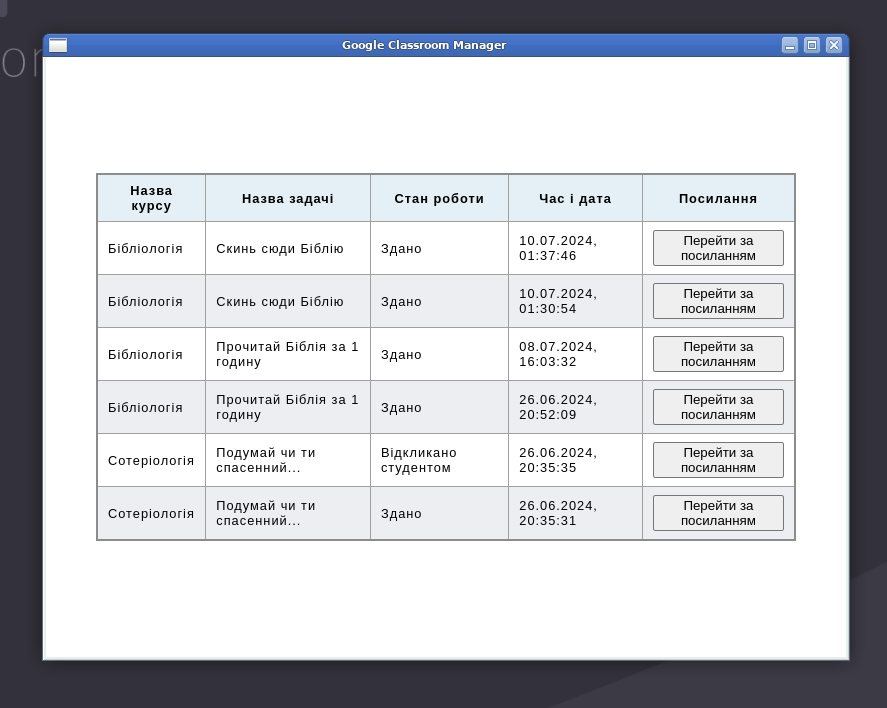 Google Classroom Manager
Назва
курсу
Назва задачі
Стан роботи
Час і дата
Посилання
Бібліологія
Скинь сюди Біблію
Здано
10.07.2024,
01:37:46
Перейти за
посиланням
Бібліологія
Скинь сюди Біблію
Здано
10.07.2024,
01:30:54
Перейти за
посиланням
Бібліологія
Прочитай Біблія за 1
годину
Здано
08.07.2024,
16:03:32
Перейти за
посиланням
Бібліологія
Прочитай Біблія за 1
годину
Здано
26.06.2024,
20:52:09
Перейти за
посиланням
Сотеріологія
Подумай чи ти
спасенний...
Відкликано
студентом
26.06.2024,
20:35:35
Перейти за
посиланням
Сотеріологія
Подумай чи ти
спасенний...
Здано
26.06.2024,
20:35:31
Перейти за
посиланням